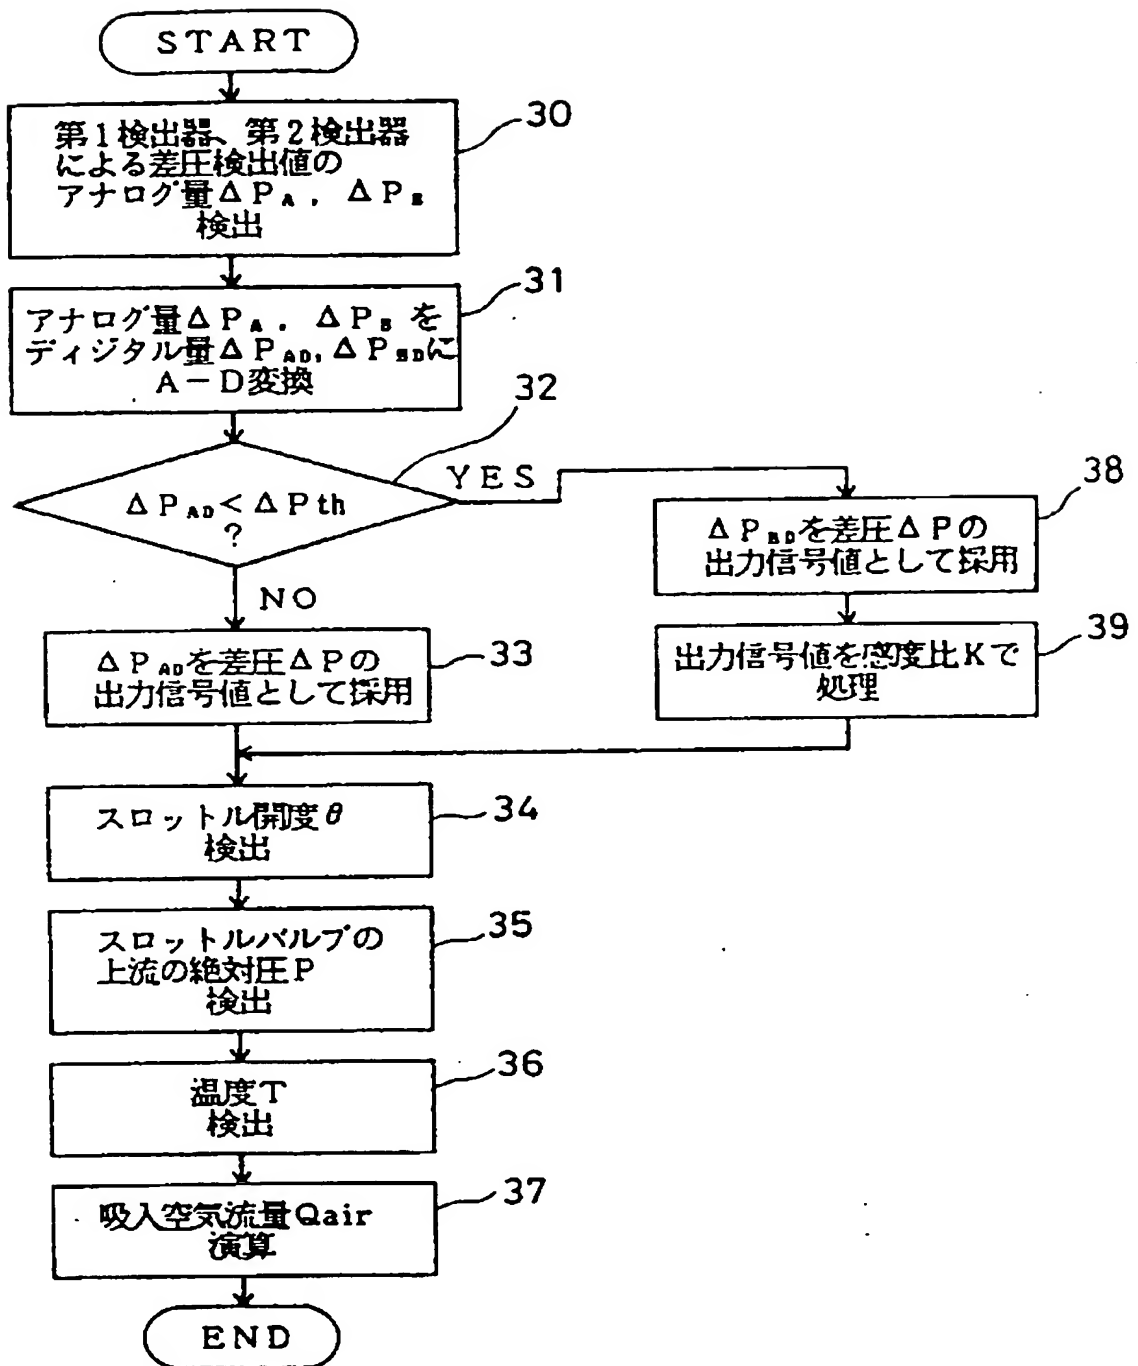 START
第1検出器、第2検出器
による差圧検出値の
アナログ量ΔPA, ΔPB
検出
30
アナログ量ΔPA, ΔPBを
ディジタル量ΔPAD, ΔPBDに
A-D変換
31
32
ΔPAD<ΔPth
?
YES
NO
ΔPBDを差圧ΔPの
出力信号値として採用
38
出力信号値を感度比Kで
処理
39
ΔPADを差圧ΔPの
出力信号値として採用
33
スロットル開度θ
検出
34
スロットルバルブの
上流の絶対圧P
検出
35
温度T
検出
36
吸入空気流量Qair
演算
37
END